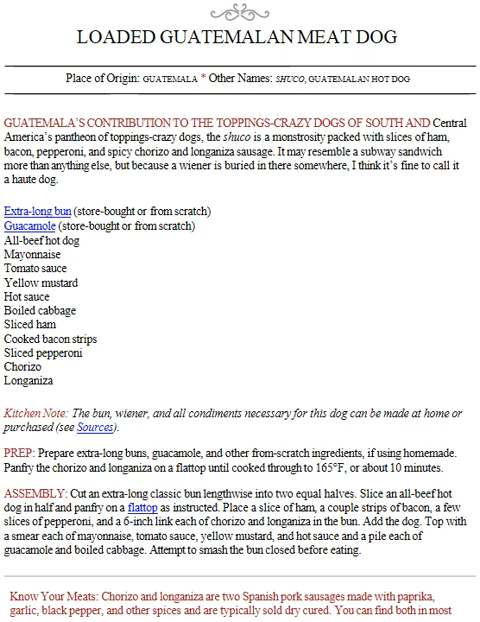 LOADED GUATEMALAN MEAT DOG
Place of Origin: GUATEMALA * Other Names: SHUCO, GUATEMALAN HOT DOG
GUATEMALA'S CONTRIBUTION TO THE TOPPINGS-CRAZY DOGS OF SOUTH AND Central
America's pantheon of toppings-crazy dogs, the shuco is a monstrosity packed with slices of ham,
bacon, pepperoni, and spicy chorizo and longaniza sausage. It may resemble a subway sandwich
more than anything else, but because a wiener is buried in there somewhere, I think it's fine to call it
a haute dog.
Extra-long bun (store-bought or from scratch)
Guacamole (store-bought or from scratch)
All-beef hot dog
Mayonnaise
Tomato sauce
Yellow mustard
Hot sauce
Boiled cabbage
Sliced ham
Cooked bacon strips
Sliced pepperoni
Chorizo
Longaniza
Kitchen Note: The bun, wiener, and all condiments necessary for this dog can be made at home or
purchased (see Sources).
PREP: Prepare extra-long buns, guacamole, and other from-scratch ingredients, if using homemade.
Panfry the chorizo and longaniza on a flattop until cooked through to 165°F, or about 10 minutes.
ASSEMBLY: Cut an extra-long classic bun lengthwise into two equal halves. Slice an all-beef hot
dog in half and panfry on a flattop as instructed. Place a slice of ham, a couple strips of bacon, a few
slices of pepperoni, and a 6-inch link each of chorizo and longaniza in the bun. Add the dog. Top with
a smear each of mayonnaise, tomato sauce, yellow mustard, and hot sauce and a pile each of
guacamole and boiled cabbage. Attempt to smash the bun closed before eating.
Know Your Meats: Chorizo and longaniza are two Spanish pork sausages made with paprika,
garlic, black pepper, and other spices and are typically sold dry cured. You can find both in most